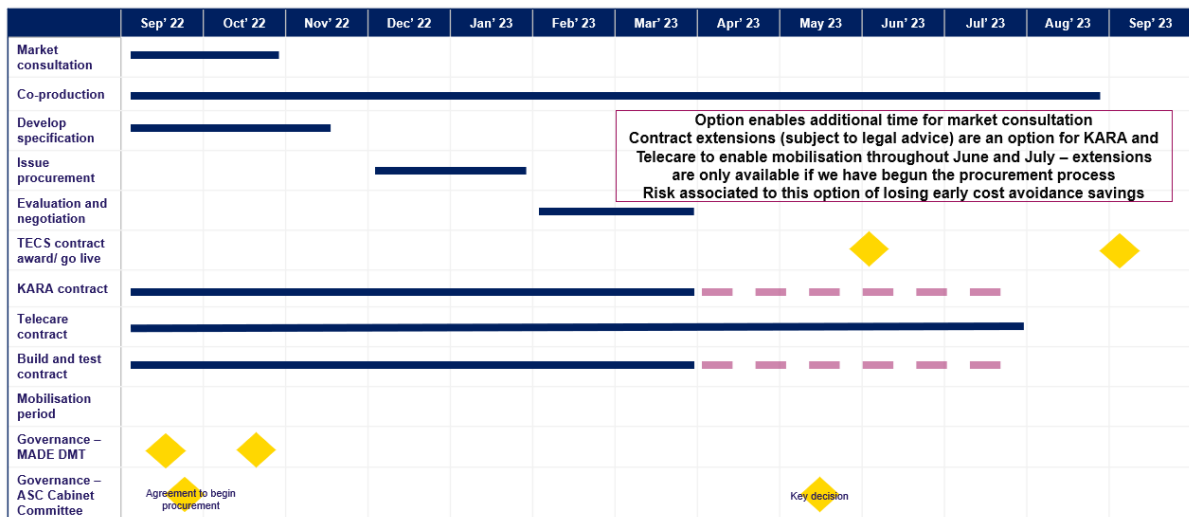 Sep' 22 Oct' 22 Nov' 22 Dec' 22 Jan' 23 Feb' 23 Mar' 23 Apr' 23 May' 23 Jun' 23 Jul' 23 Aug' 23 Sep' 23
Market
consultation
Co-production
Develop
specification
Option enables additional time for market consultation
Contract extensions (subject to legal advice) are an option for KARA and
Telecare to enable mobilisation throughout June and July – extensions
are only available if we have begun the procurement process
Risk associated to this option of losing early cost avoidance savings
Issue
procurement
Evaluation and
negotiation
TECS contract
award/ go live
KARA contract
Telecare
contract
Build and test
contract
Mobilisation
period
Governance –
MADE DMT
Governance –
ASC Cabinet
Committee
Agreement to begin
procurement
Key decision